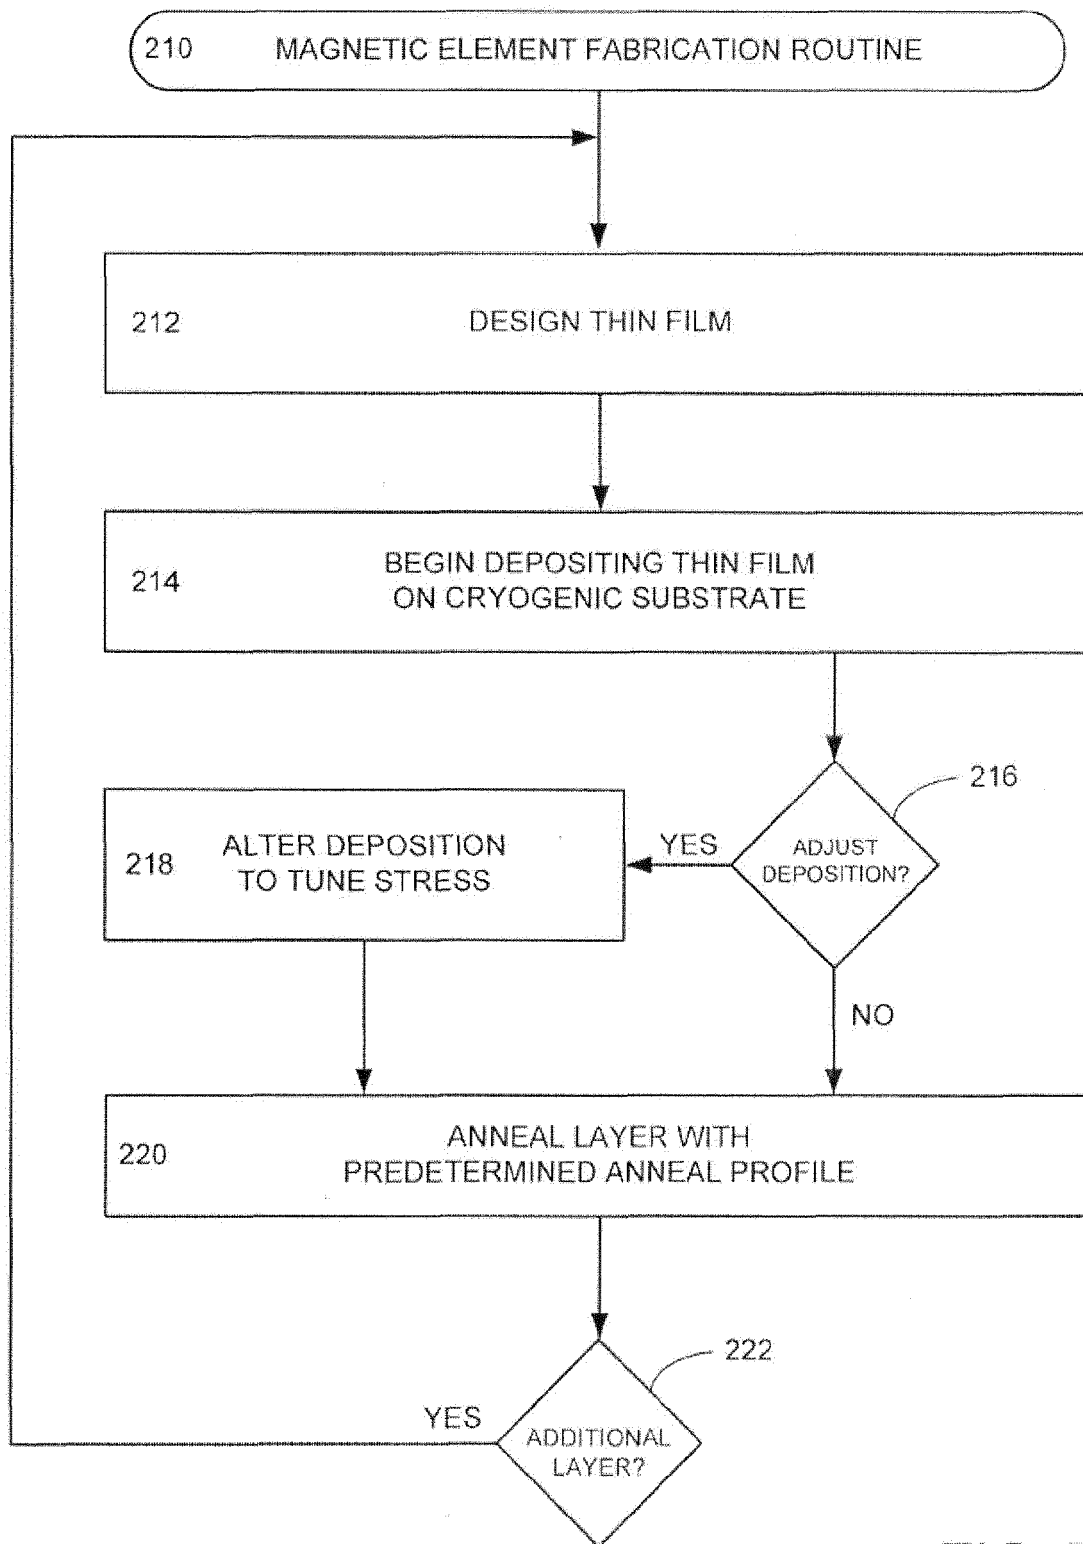 210 MAGNETIC ELEMENT FABRICATION ROUTINE
212 DESIGN THIN FILM
214 BEGIN DEPOSITING THIN FILM
ON CRYOGENIC SUBSTRATE
216
ADJUST
DEPOSITION?
YES
218 ALTER DEPOSITION
TO TUNE STRESS
NO
220 ANNEAL LAYER WITH
PREDETERMINED ANNEAL PROFILE
222
YES
ADDITIONAL
LAYER?